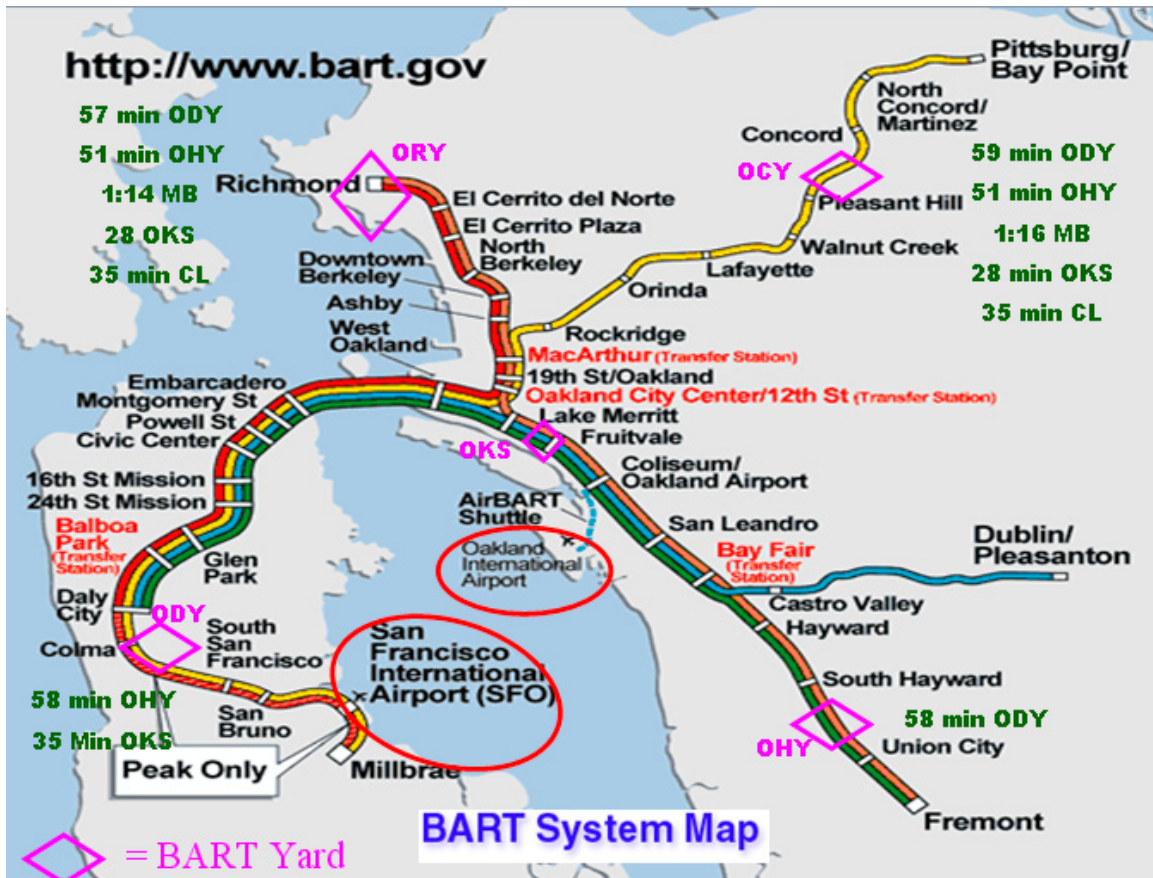 http://www.bart.gov
Pittsburg/
Bay Point
57 min ODY
51 min OHY
1:14 MB
28 OKS
35 min CL
ORY
Richmond
El Cerrito del Norte
El Cerrito Plaza
North
Berkeley
Downtown
Berkeley
Ashby
West
Oakland
North
Concord/
Martinez
Concord
OCY
Pleasant Hill
Walnut Creek
Lafayette
Orinda
Rockridge
59 min ODY
51 min OHY
1:16 MB
28 min OKS
35 min CL
MacArthur (Transfer Station)
19th St/Oakland
Oakland City Center/12th St (Transfer Station)
Lake Merritt
Fruitvale
OKS
Coliseum/
Oakland Airport
Embarcadero
Montgomery St
Powell St
Civic Center
16th St Mission
24th St Mission
Balboa
Park
(Transfer
Station)
Glen
Park
Daly
City
ODY
Colma
South
San
Francisco
San
Bruno
AirBART
Shuttle
Oakland
International
Airport
San
Francisco
International
Airport (SFO)
San Leandro
Bay Fair
(Transfer
Station)
Dublin/
Pleasanton
Castro Valley
Hayward
South Hayward
OHY
58 min ODY
Union City
Fremont
58 min OHY
35 Min OKS
Peak Only
Millbrae
BART System Map
= BART Yard